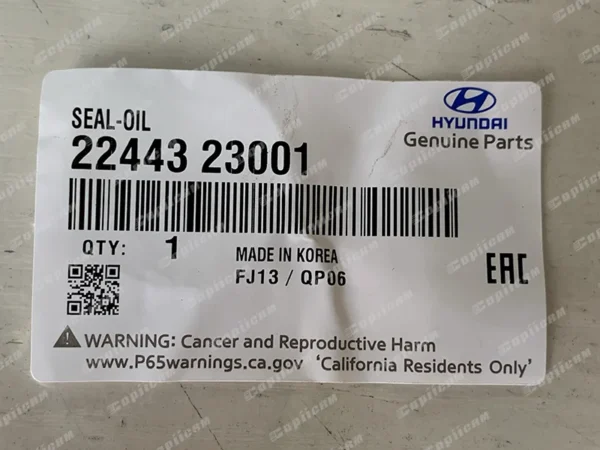 SEAL-OIL
22443 23001
HYUNDAI
Genuine Parts
QTY: 1
MADE IN KOREA
FJ13 / QP06
EAC
WARNING: Cancer and Reproductive Harm
www.P65warnings.ca.gov 'California Residents Only'
Copiicam